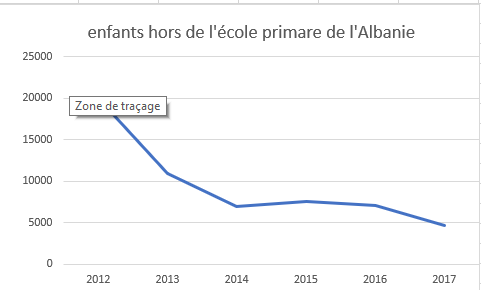 enfants hors de l'école primare de l'Albanie
25000
20000
Zone de traçage
15000
10000
5000
0
2012 2013 2014 2015 2016 2017